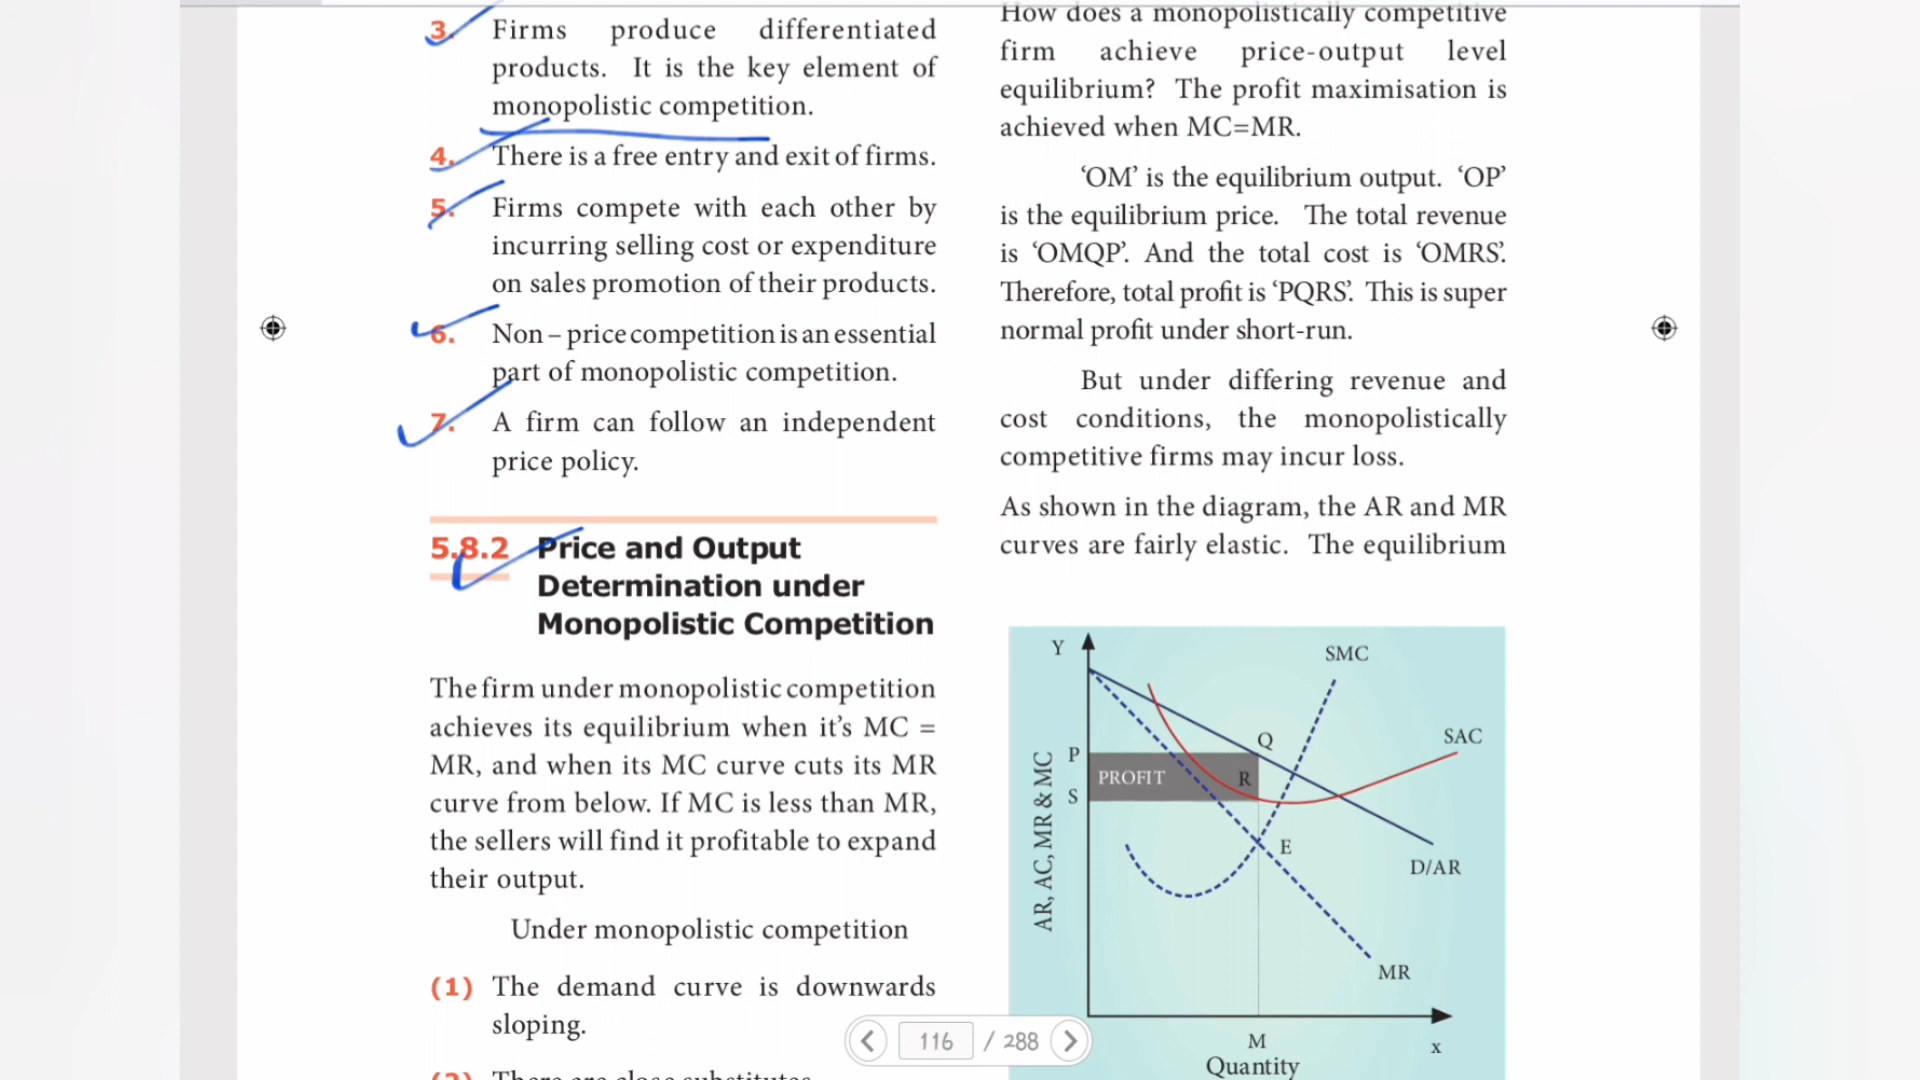 3. Firms produce differentiated
products. It is the key element of
monopolistic competition.
4. There is a free entry and exit of firms.
5. Firms compete with each other by
incurring selling cost or expenditure
on sales promotion of their products.
6. Non – price competition is an essential
part of monopolistic competition.
7. A firm can follow an independent
price policy.
5.8.2 Price and Output
Determination under
Monopolistic Competition
The firm under monopolistic competition
achieves its equilibrium when it's MC =
MR, and when its MC curve cuts its MR
curve from below. If MC is less than MR,
the sellers will find it profitable to expand
their output.
Under monopolistic competition
(1) The demand curve is downwards
sloping.
(2) There are close substitutes
How does a monopolistically competitive
firm achieve price-output level
equilibrium? The profit maximisation is
achieved when MC=MR.
'OM' is the equilibrium output. 'OP'
is the equilibrium price. The total revenue
is 'OMQP'. And the total cost is 'OMRS'.
Therefore, total profit is 'PQRS'. This is super
normal profit under short-run.
But under differing revenue and
cost conditions, the monopolistically
competitive firms may incur loss.
As shown in the diagram, the AR and MR
curves are fairly elastic. The equilibrium
Y
SMC
Q
SAC
P
PROFIT
R
S
AR, AC, MR & MC
E
D/AR
MR
M
x
Quantity
116 / 288